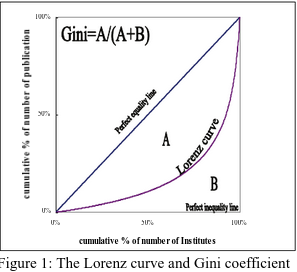 100%
Gini=A/(A+B)
Perfect equality line
cumulative % of number of publication
50%
A
Lorenz curve
B
Perfect inequality line
0%
0% 50% 100%
cumulative % of number of Institutes
Figure 1: The Lorenz curve and Gini coefficient